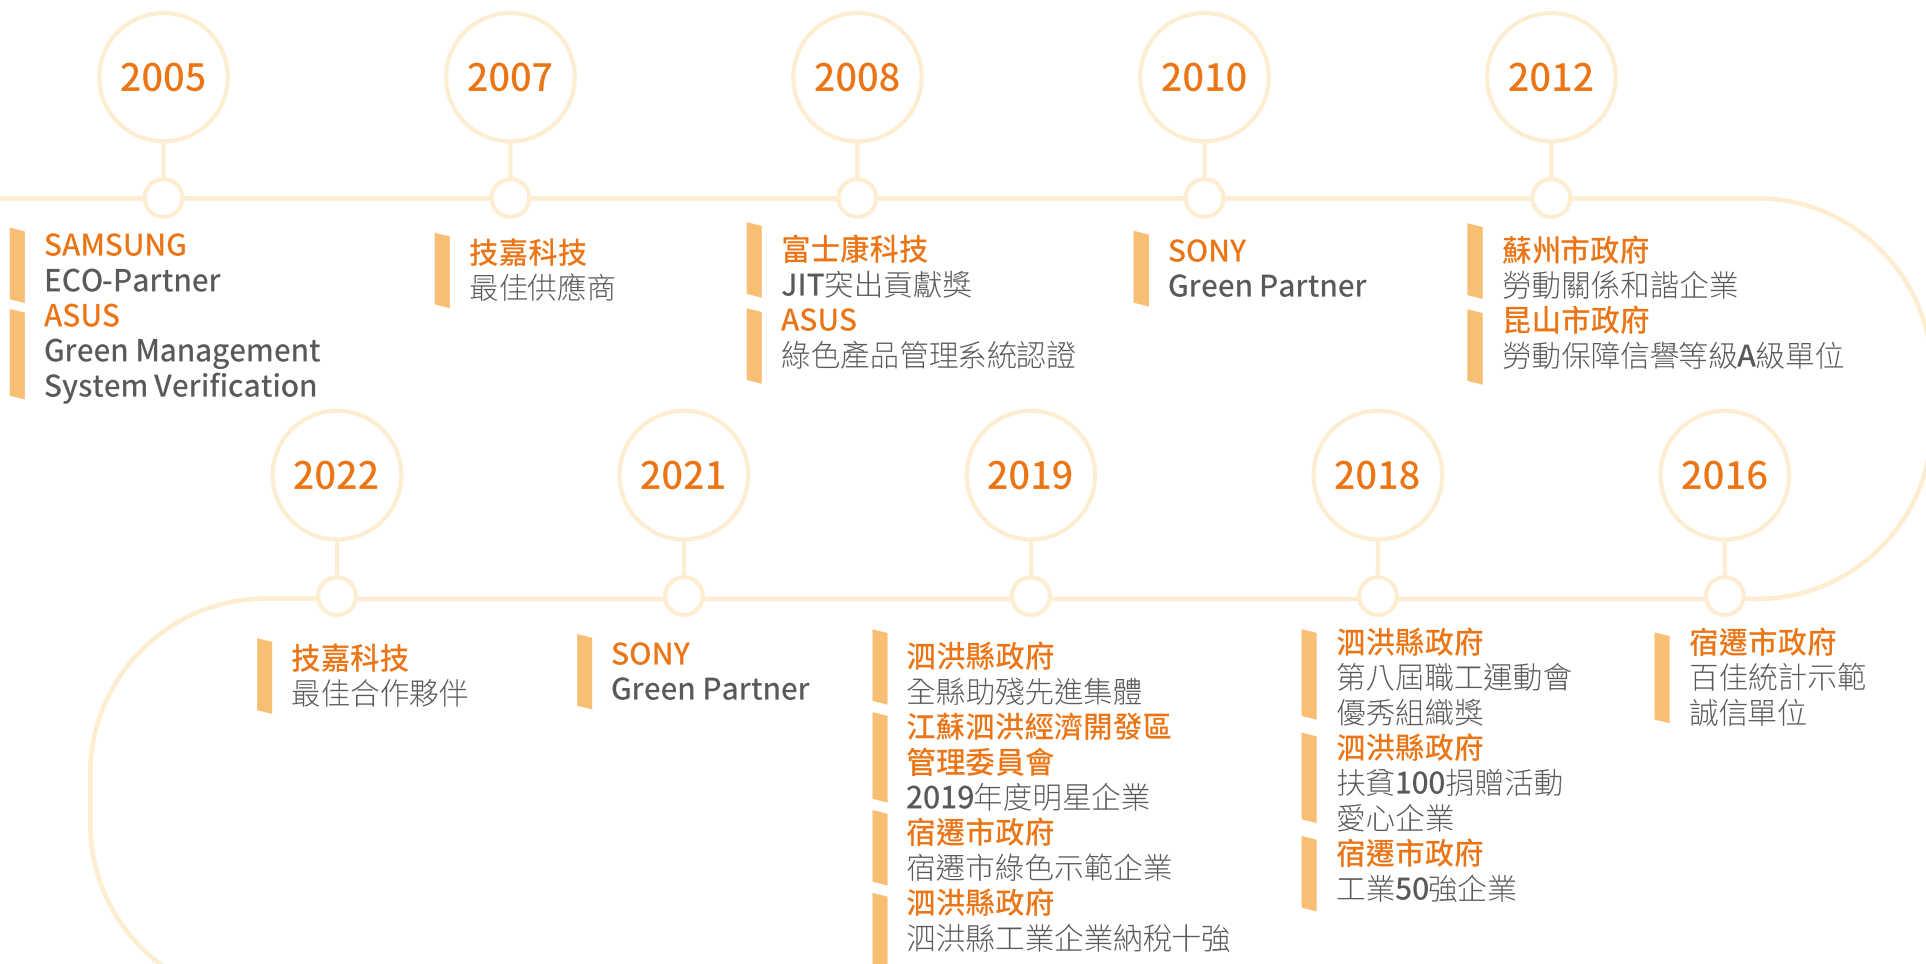 2005
SAMSUNG
ECO-Partner
ASUS
Green Management
System Verification
2007
技嘉科技
最佳供應商
2008
富士康科技
JIT突出貢獻獎
ASUS
綠色產品管理系統認證
2010
SONY
Green Partner
2012
蘇州市政府
勞動關係和諧企業
昆山市政府
勞動保障信譽等級A級單位
2022
技嘉科技
最佳合作夥伴
2021
SONY
Green Partner
2019
泗洪縣政府
全縣助殘先進集體
江蘇泗洪經濟開發區
管理委員會
2019年度明星企業
宿遷市政府
宿遷市綠色示範企業
泗洪縣政府
泗洪縣工業企業納稅十強
2018
泗洪縣政府
第八屆職工運動會
優秀組織獎
泗洪縣政府
扶貧100捐贈活動
愛心企業
宿遷市政府
工業50強企業
2016
宿遷市政府
百佳統計示範
誠信單位